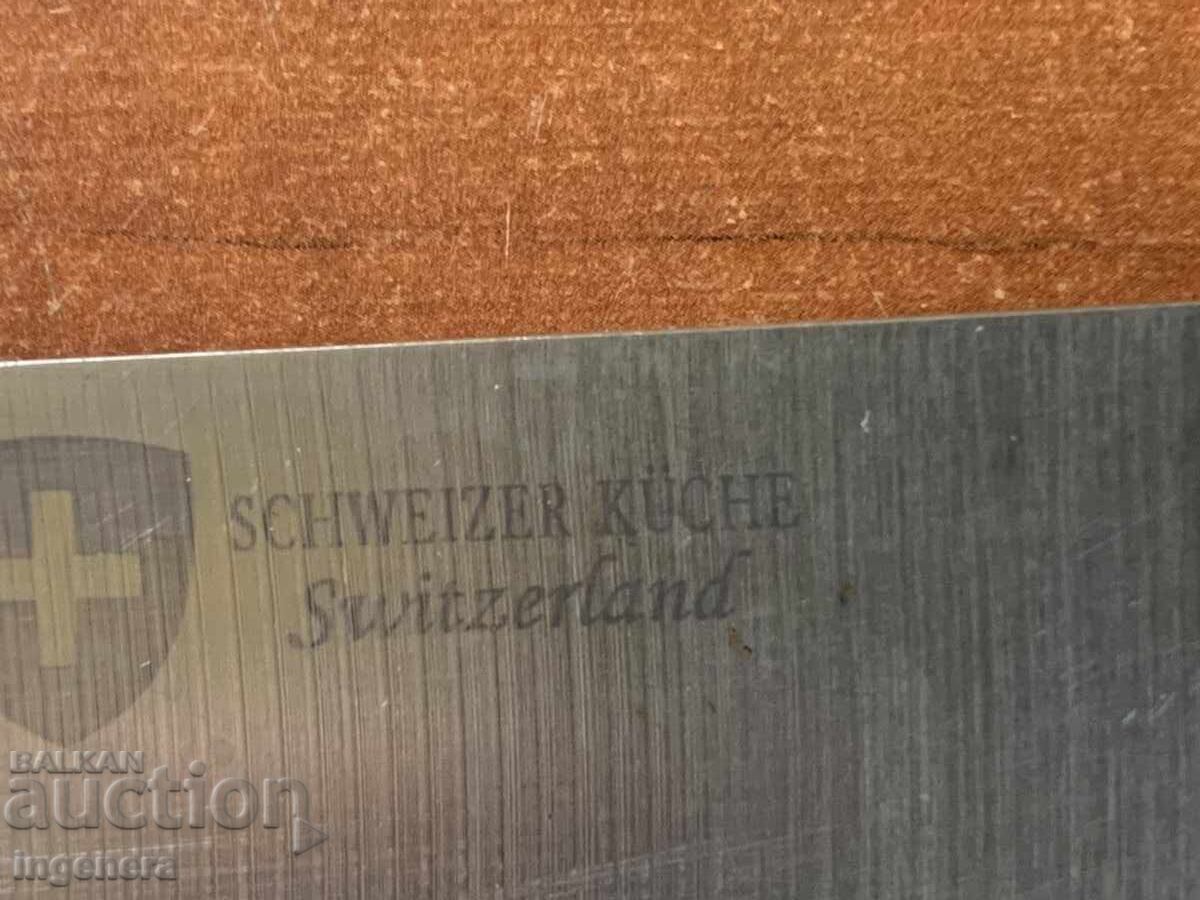 SCHWEIZER KÜCHE
Switzerland
BALKAN
auction
ingehera